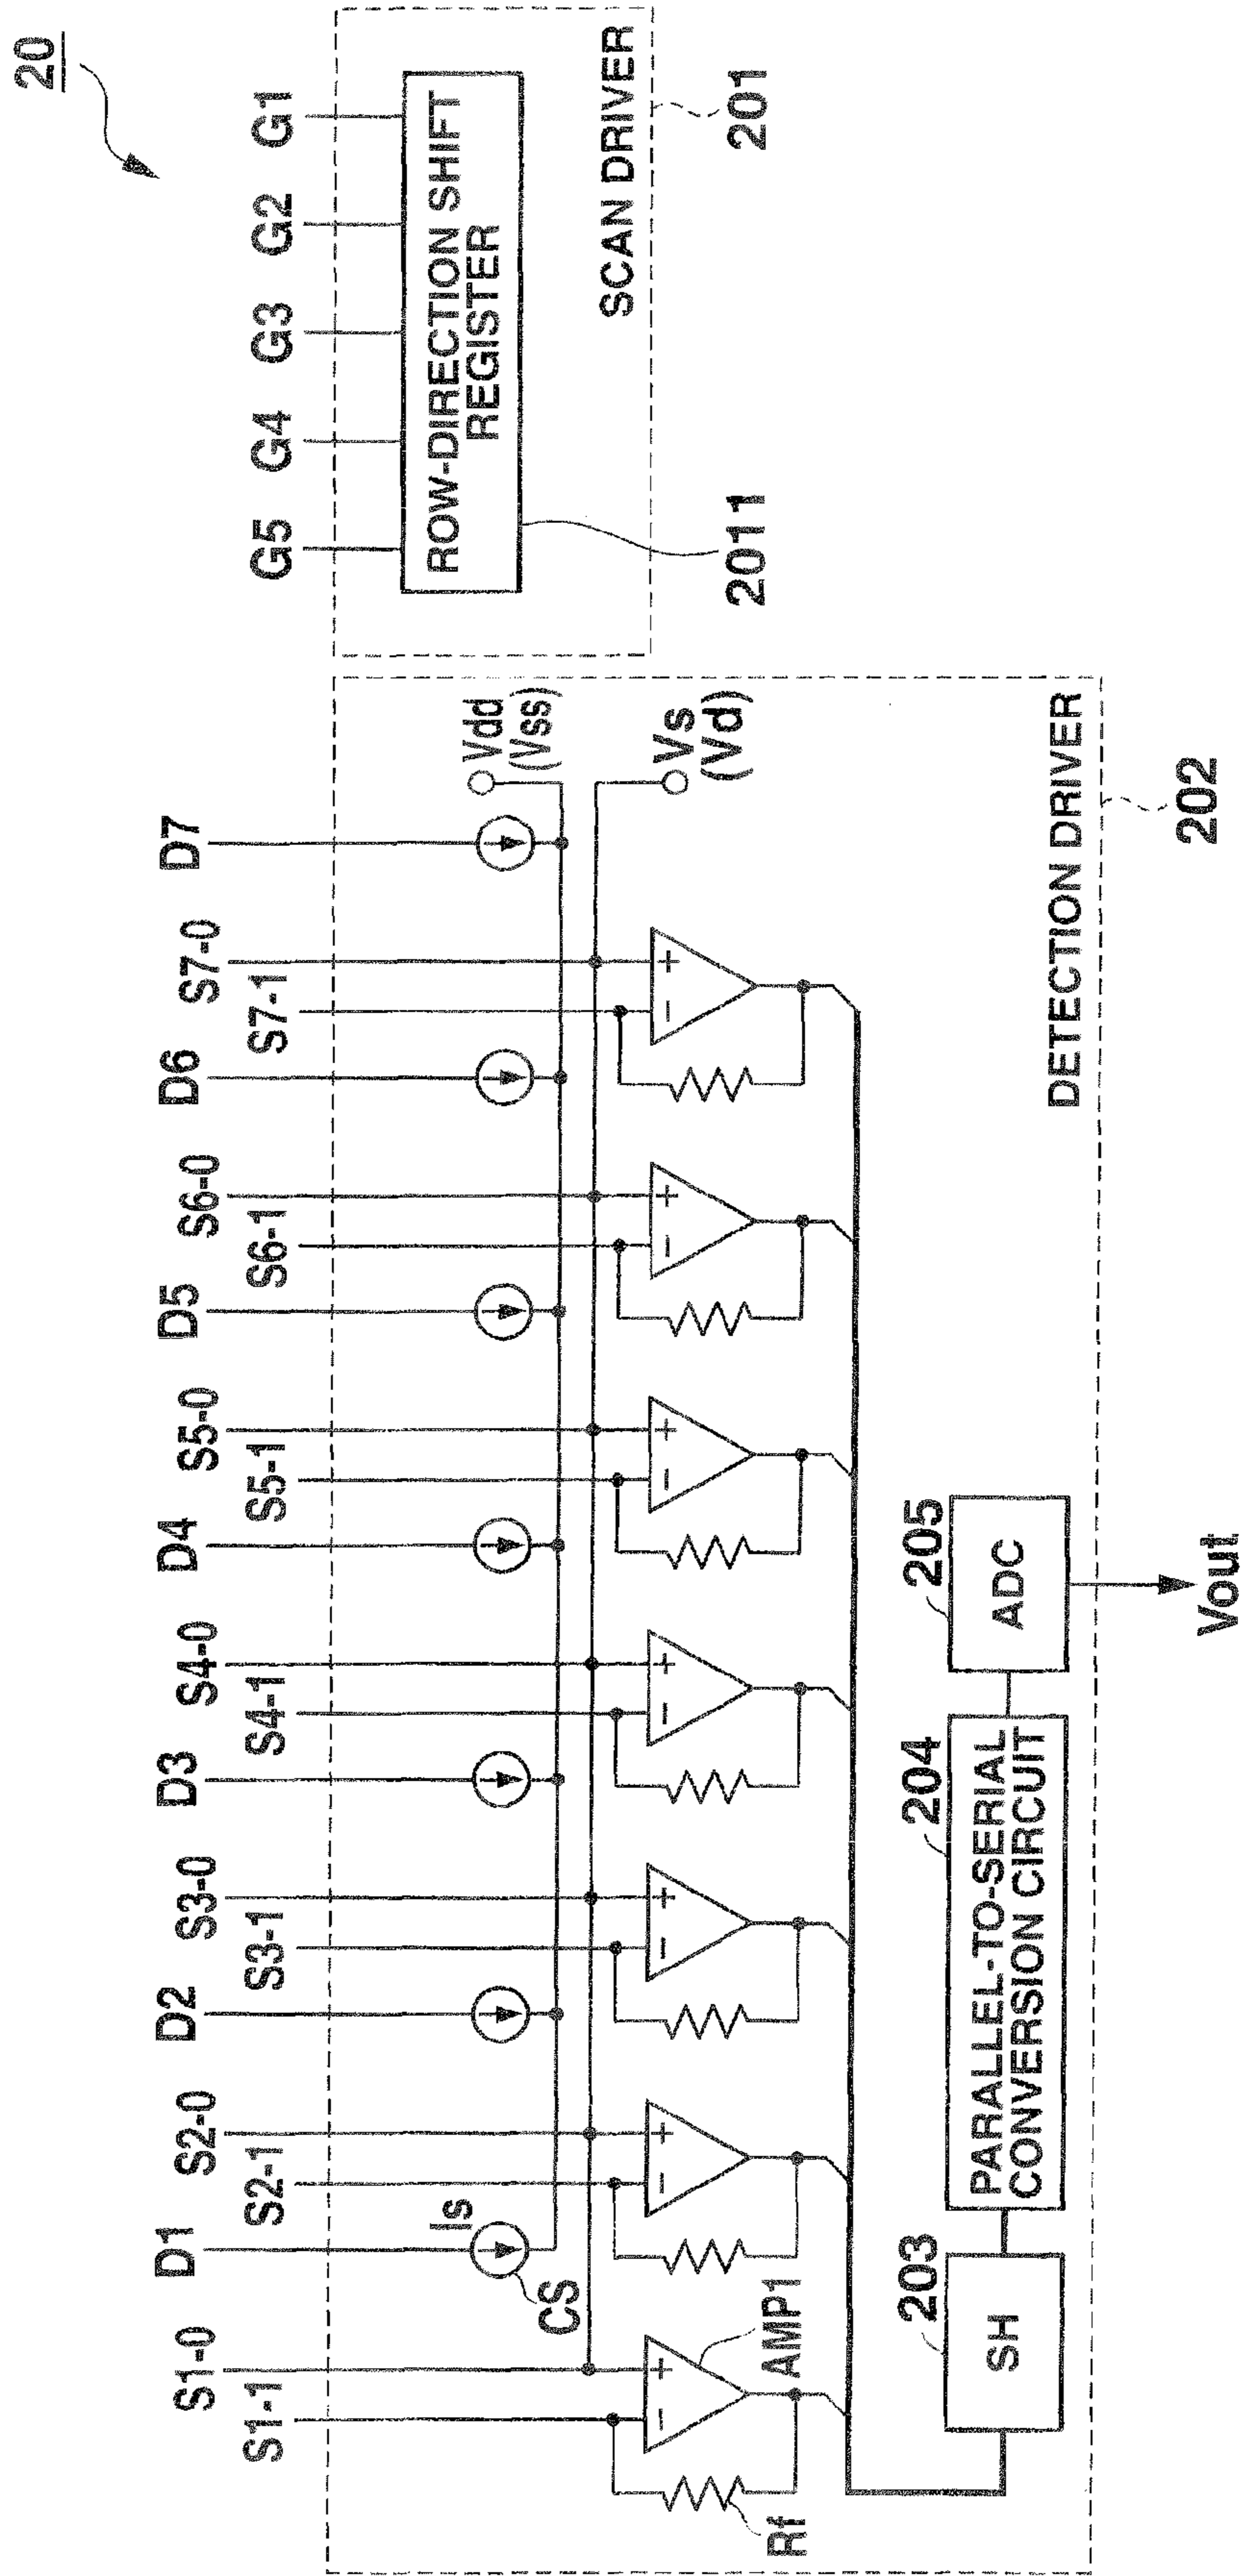 20
G5
G4
G3
G2
G1
ROW-DIRECTION SHIFT
REGISTER
SCAN DRIVER
2011
201
D1
D2
D3
D4
D5
D6
D7
S1-0
S2-0
S3-0
S4-0
S5-0
S6-0
S7-0
S1-1
S2-1
S3-1
S4-1
S5-1
S6-1
S7-1
Is
CS
Vdd
(Vss)
Vs
(Vd)
+
-
+
-
+
-
+
-
+
-
+
-
+
-
AMP1
Rf
203
SH
204
PARALLEL-TO-SERIAL
CONVERSION CIRCUIT
205
ADC
DETECTION DRIVER
202
Vout